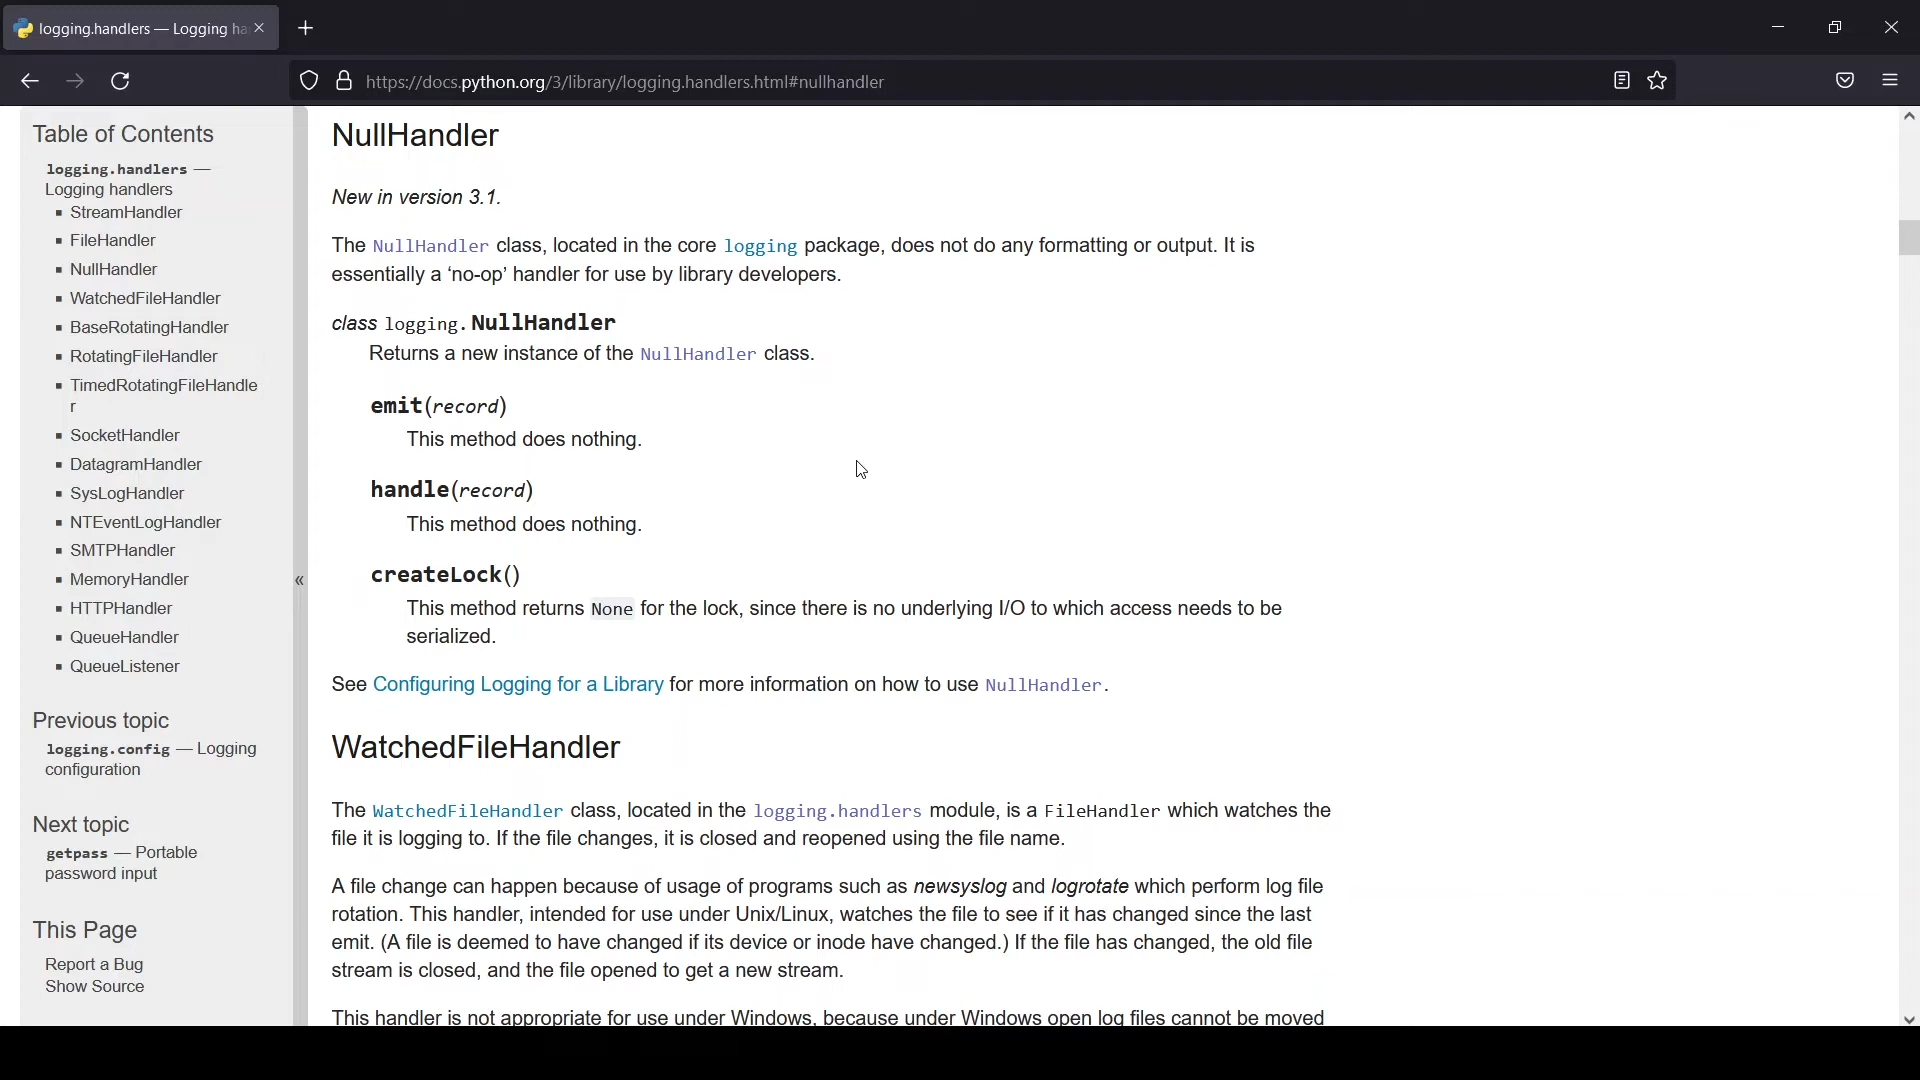 logging.handlers — Logging ha
https://docs.python.org/3/library/logging.handlers.html#nullhandler
Table of Contents
logging.handlers —
Logging handlers
StreamHandler
FileHandler
NullHandler
WatchedFileHandler
BaseRotatingHandler
RotatingFileHandler
TimedRotatingFileHandle
r
SocketHandler
DatagramHandler
SysLogHandler
NTEventLogHandler
SMTPHandler
MemoryHandler
HTTPHandler
QueueHandler
QueueListener
Previous topic
logging.config — Logging
configuration
Next topic
getpass — Portable
password input
This Page
Report a Bug
Show Source
«
NullHandler
New in version 3.1.
The NullHandler class, located in the core logging package, does not do any formatting or output. It is
essentially a ‘no-op’ handler for use by library developers.
class logging.NullHandler
Returns a new instance of the NullHandler class.
emit(record)
This method does nothing.
handle(record)
This method does nothing.
createLock()
This method returns None for the lock, since there is no underlying I/O to which access needs to be
serialized.
See Configuring Logging for a Library for more information on how to use NullHandler.
WatchedFileHandler
The WatchedFileHandler class, located in the logging.handlers module, is a FileHandler which watches the
file it is logging to. If the file changes, it is closed and reopened using the file name.
A file change can happen because of usage of programs such as newsyslog and logrotate which perform log file
rotation. This handler, intended for use under Unix/Linux, watches the file to see if it has changed since the last
emit. (A file is deemed to have changed if its device or inode have changed.) If the file has changed, the old file
stream is closed, and the file opened to get a new stream.
This handler is not appropriate for use under Windows, because under Windows open log files cannot be moved